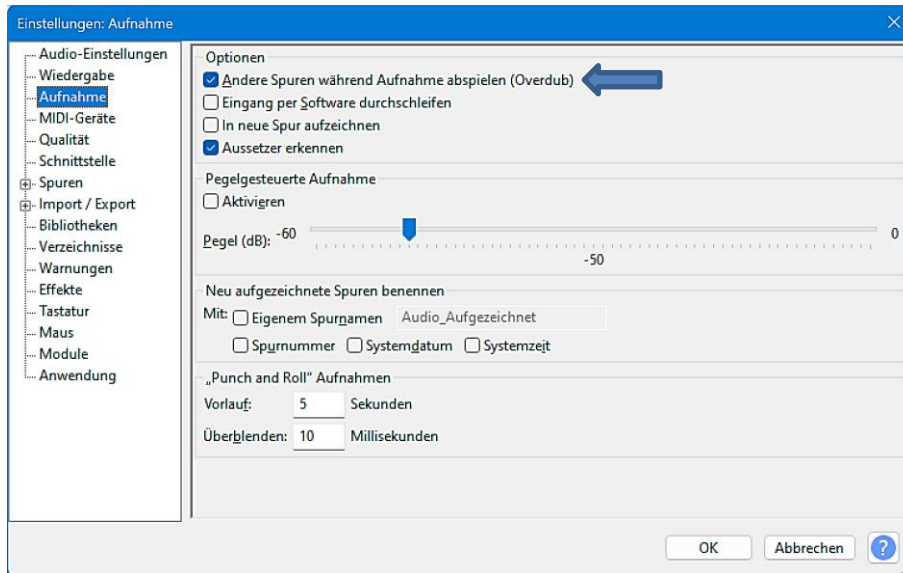 Einstellungen: Aufnahme
Audio-Einstellungen
Wiedergabe
Aufnahme
MIDI-Geräte
Qualität
Schnittstelle
Spuren
Import / Export
Bibliotheken
Verzeichnisse
Warnungen
Effekte
Tastatur
Maus
Module
Anwendung
Optionen
Andere Spuren während Aufnahme abspielen (Overdub)
Eingang per Software durchschleifen
In neue Spur aufzeichnen
Aussetzer erkennen
Pegelgesteuerte Aufnahme
Aktivieren
Pegel (dB): -60 0
-50
Neu aufgezeichnete Spuren benennen
Mit: Eigenem Spurnamen Audio_Aufgezeichnet
Spurnummer Systemdatum Systemzeit
„Punch and Roll“ Aufnahmen
Vorlauf: 5 Sekunden
Überblenden: 10 Millisekunden
OK Abbrechen ?